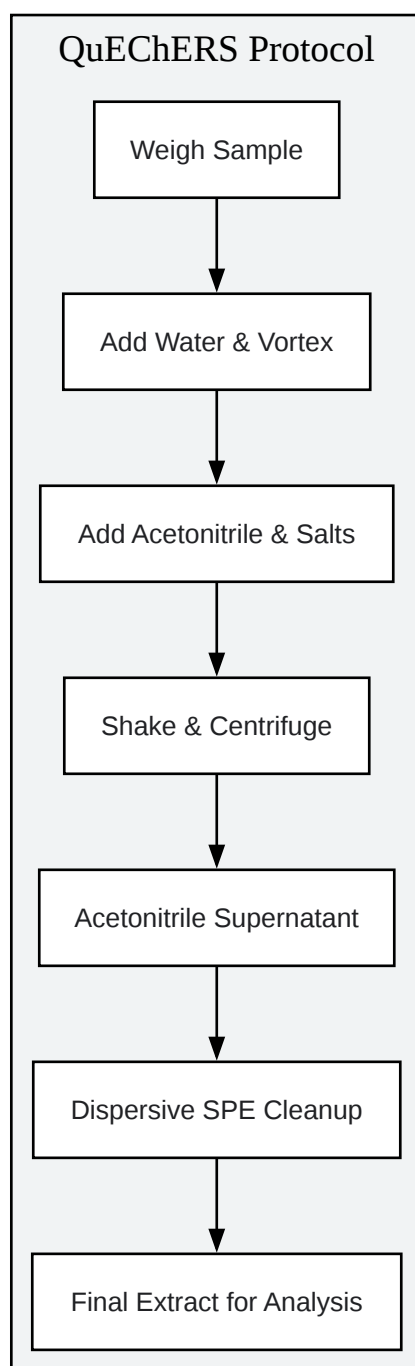 QuEChERS Protocol
Weigh Sample
Add Water & Vortex
Add Acetonitrile & Salts
Shake & Centrifuge
Acetonitrile Supernatant
Dispersive SPE Cleanup
Final Extract for Analysis